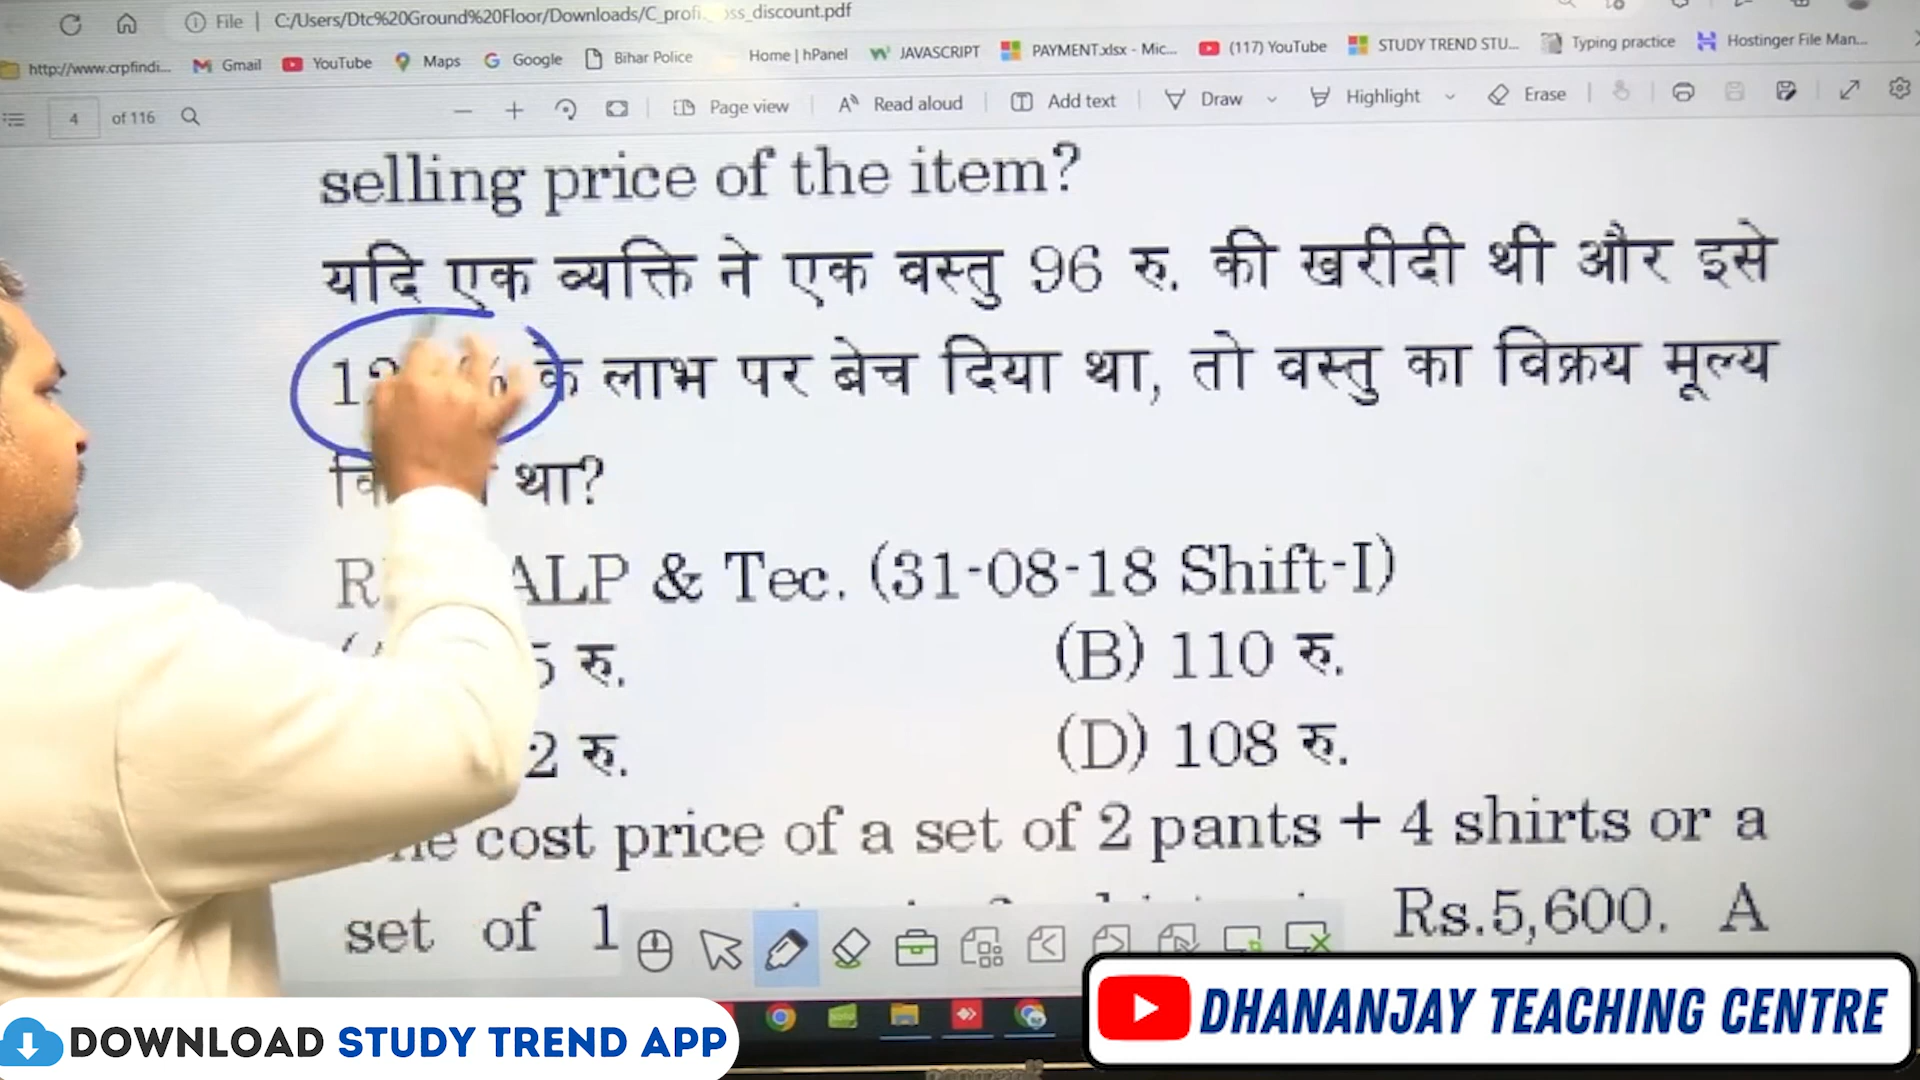 File | C:/Users/Dtc%20Ground%20Floor/Downloads/C_profi ss_discount.pdf
http://www.crpfindi... Gmail YouTube Maps Google Bihar Police Home | hPanel JAVASCRIPT PAYMENT.xlsx - Mic... (117) YouTube STUDY TREND STU... Typing practice Hostinger File Man...
4 of 116 Page view Read aloud Add text Draw Highlight Erase
selling price of the item?
यदि एक व्यक्ति ने एक वस्तु 96 रु. की खरीदी थी और इसे
के लाभ पर बेच दिया था, तो वस्तु का विक्रय मूल्य
था?
ALP & Tec. (31-08-18 Shift-I)
रु. (B) 110 रु.
रु. (D) 108 रु.
cost price of a set of 2 pants + 4 shirts or a
set of 1 Rs.5,600. A
DOWNLOAD STUDY TREND APP
DHANANJAY TEACHING CENTRE